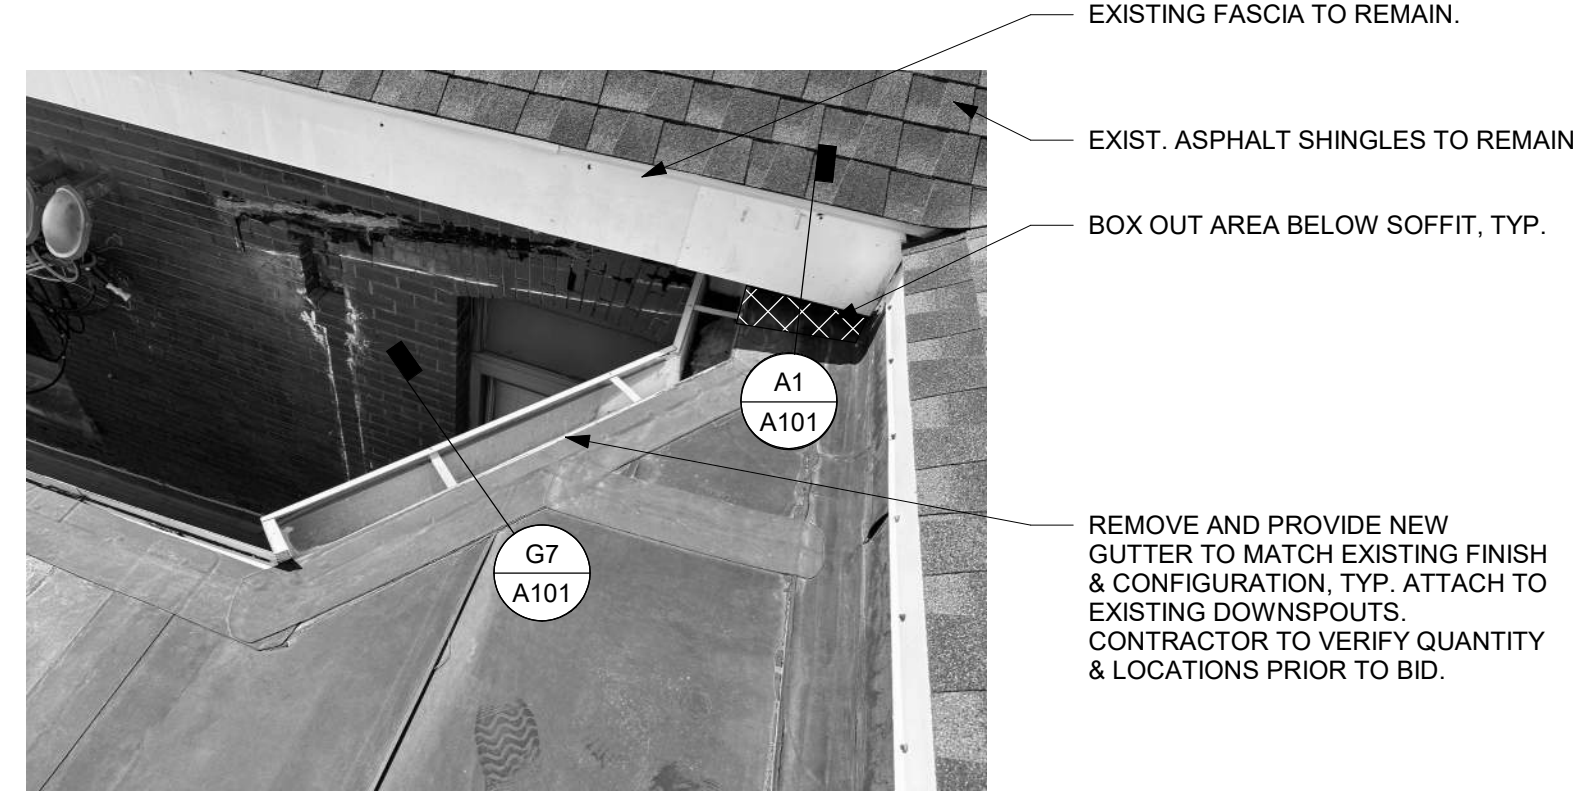 EXISTING FASCIA TO REMAIN.
EXIST. ASPHALT SHINGLES TO REMAIN
BOX OUT AREA BELOW SOFFIT, TYP.
A1
A101
REMOVE AND PROVIDE NEW
GUTTER TO MATCH EXISTING FINISH
& CONFIGURATION, TYP. ATTACH TO
EXISTING DOWNSPOUTS.
CONTRACTOR TO VERIFY QUANTITY
& LOCATIONS PRIOR TO BID.
G7
A101